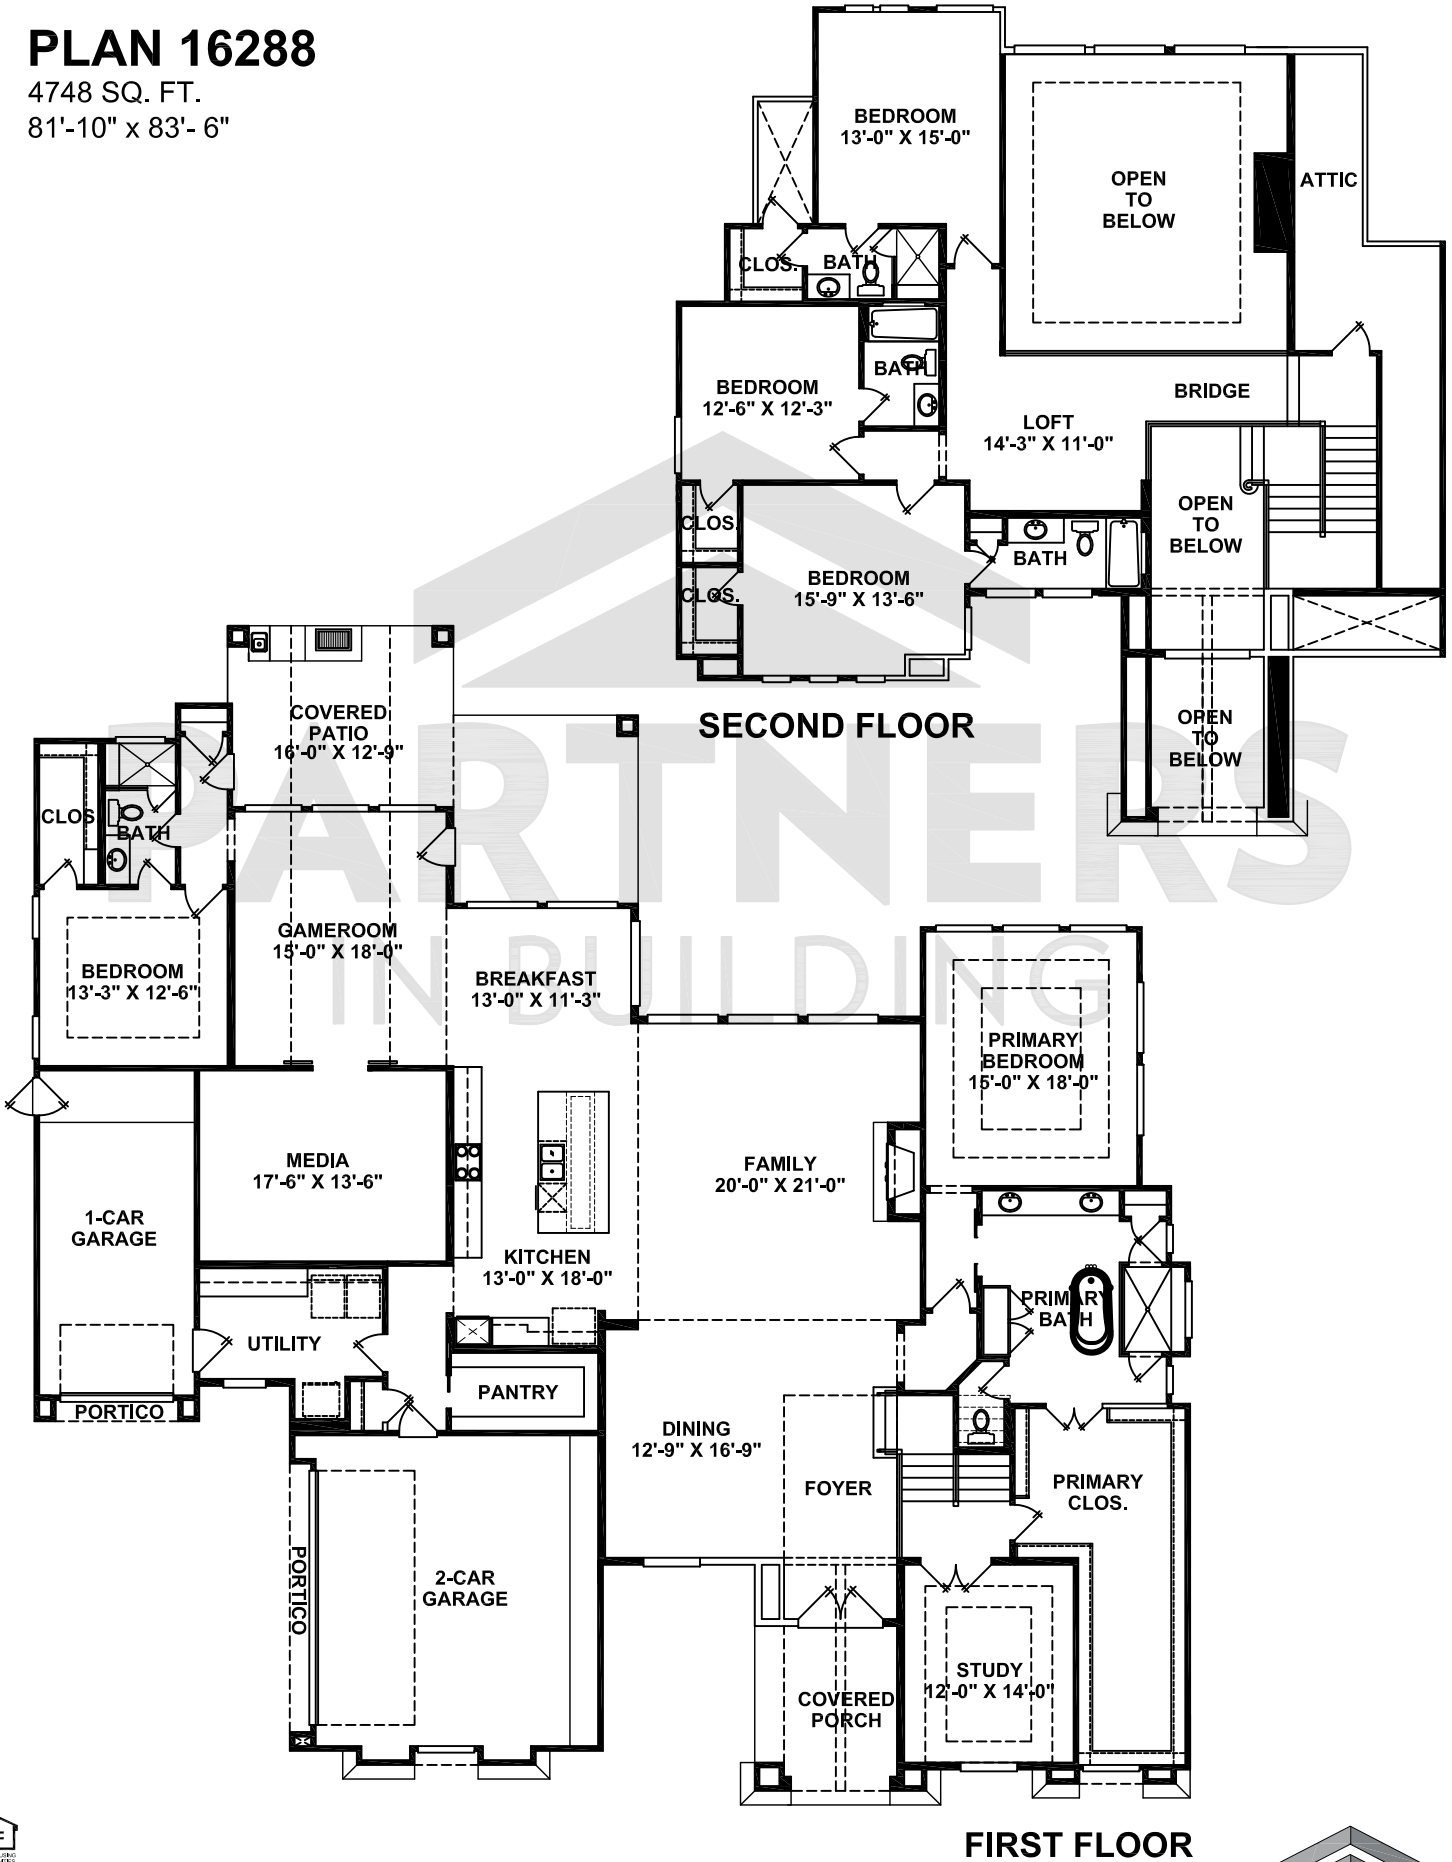 PLAN 16288
4748 SQ. FT.
81'-10" x 83'- 6"
BEDROOM
13'-0" X 15'-0"
OPEN
TO
BELOW
ATTIC
CLOS.
BATH
BEDROOM
12'-6" X 12'-3"
BATH
BRIDGE
LOFT
14'-3" X 11'-0"
CLOS.
OPEN
TO
BELOW
BATH
BEDROOM
15'-9" X 13'-6"
CLOS.
OPEN
TO
BELOW
SECOND FLOOR
PARTNERS
IN BUILDING
COVERED
PATIO
16'-0" X 12'-9"
CLOS
BATH
GAMEROOM
15'-0" X 18'-0"
BEDROOM
13'-3" X 12'-6"
BREAKFAST
13'-0" X 11'-3"
PRIMARY
BEDROOM
15'-0" X 18'-0"
MEDIA
17'-6" X 13'-6"
FAMILY
20'-0" X 21'-0"
1-CAR
GARAGE
KITCHEN
13'-0" X 18'-0"
PRIMARY
BATH
UTILITY
PANTRY
PORTICO
DINING
12'-9" X 16'-9"
FOYER
PRIMARY
CLOS.
PORTICO
2-CAR
GARAGE
STUDY
12'-0" X 14'-0"
COVERED
PORCH
FIRST FLOOR